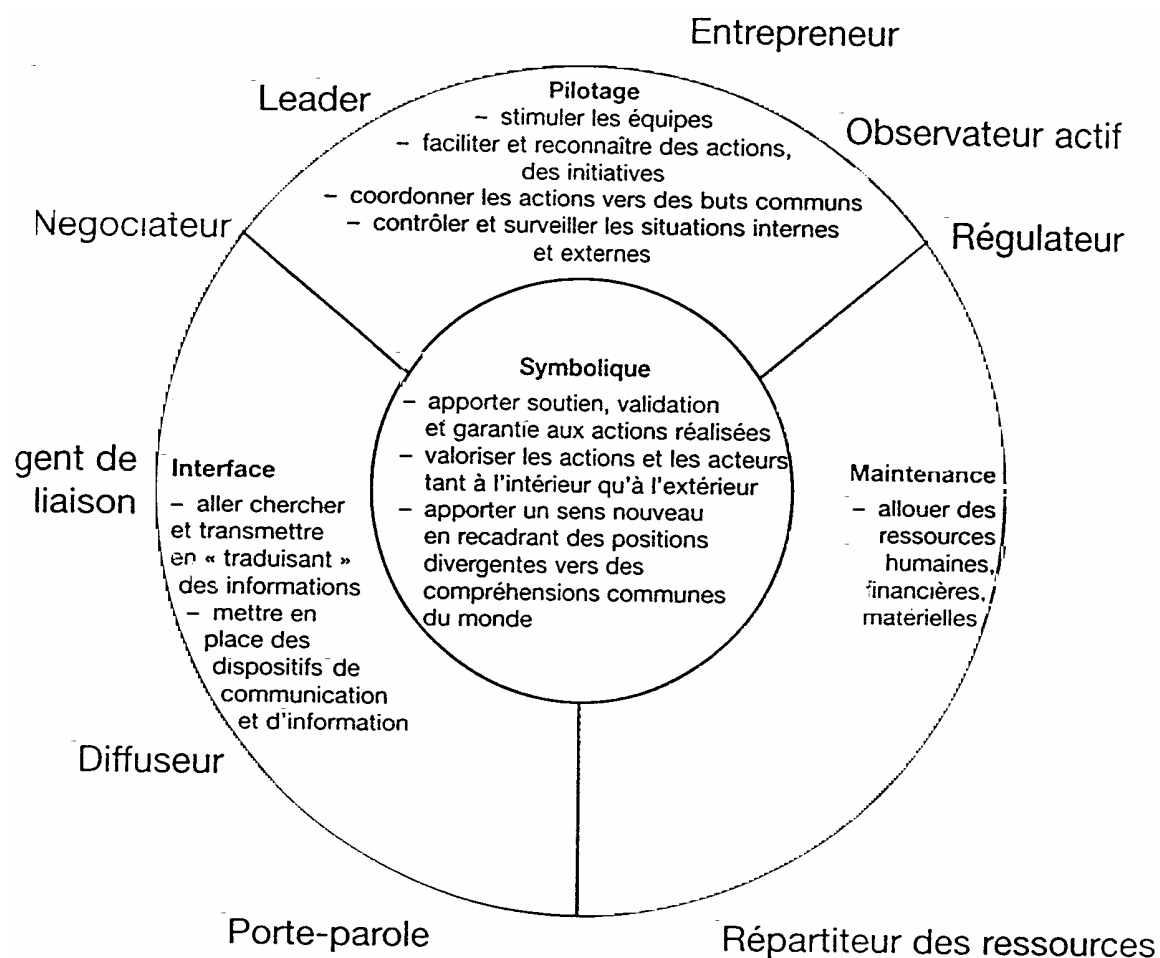 Entrepreneur
Leader
Observateur actif
Negociateur
Régulateur
Pilotage
– stimuler les équipes
– faciliter et reconnaître des actions,
des initiatives
– coordonner les actions vers des buts communs
– contrôler et surveiller les situations internes
et externes
Symbolique
– apporter soutien, validation
et garantie aux actions réalisées
– valoriser les actions et les acteurs
tant à l'intérieur qu'à l'extérieur
– apporter un sens nouveau
en recadrant des positions
divergentes vers des
compréhensions communes
du monde
gent de
liaison
Interface
– aller chercher
et transmettre
en « traduisant »
des informations
– mettre en
place des
dispositifs de
communication
et d'information
Maintenance
– allouer des
ressources
humaines,
financières,
matérielles
Diffuseur
Porte-parole
Répartiteur des ressources